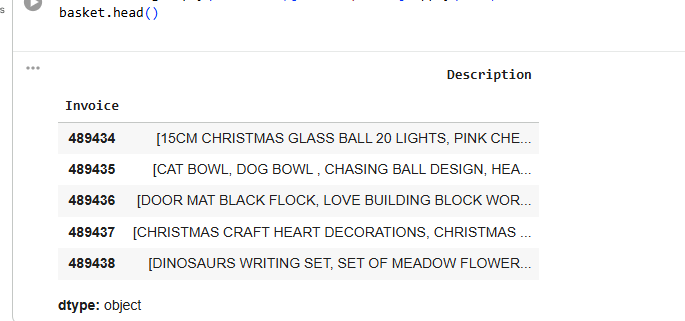 basket.head()
Description
Invoice
489434 [15CM CHRISTMAS GLASS BALL 20 LIGHTS, PINK CHE...
489435 [CAT BOWL, DOG BOWL , CHASING BALL DESIGN, HEA...
489436 [DOOR MAT BLACK FLOCK, LOVE BUILDING BLOCK WOR...
489437 [CHRISTMAS CRAFT HEART DECORATIONS, CHRISTMAS ...
489438 [DINOSAURS WRITING SET, SET OF MEADOW FLOWER...
dtype: object